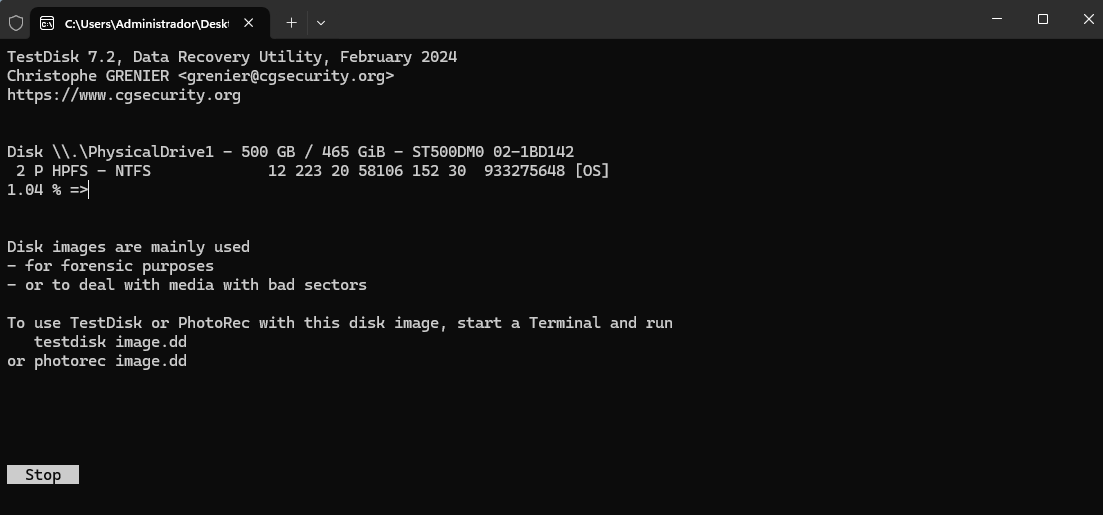 C:\Users\Administrador\Desk
TestDisk 7.2, Data Recovery Utility, February 2024
Christophe GRENIER <grenier@cgsecurity.org>
https://www.cgsecurity.org
Disk \\.\PhysicalDrive1 - 500 GB / 465 GiB - ST500DM0 02-1BD142
2 P HPFS - NTFS 12 223 20 58106 152 30 933275648 [OS]
1.04 % =>
Disk images are mainly used
- for forensic purposes
- or to deal with media with bad sectors
To use TestDisk or PhotoRec with this disk image, start a Terminal and run
testdisk image.dd
or photorec image.dd
Stop